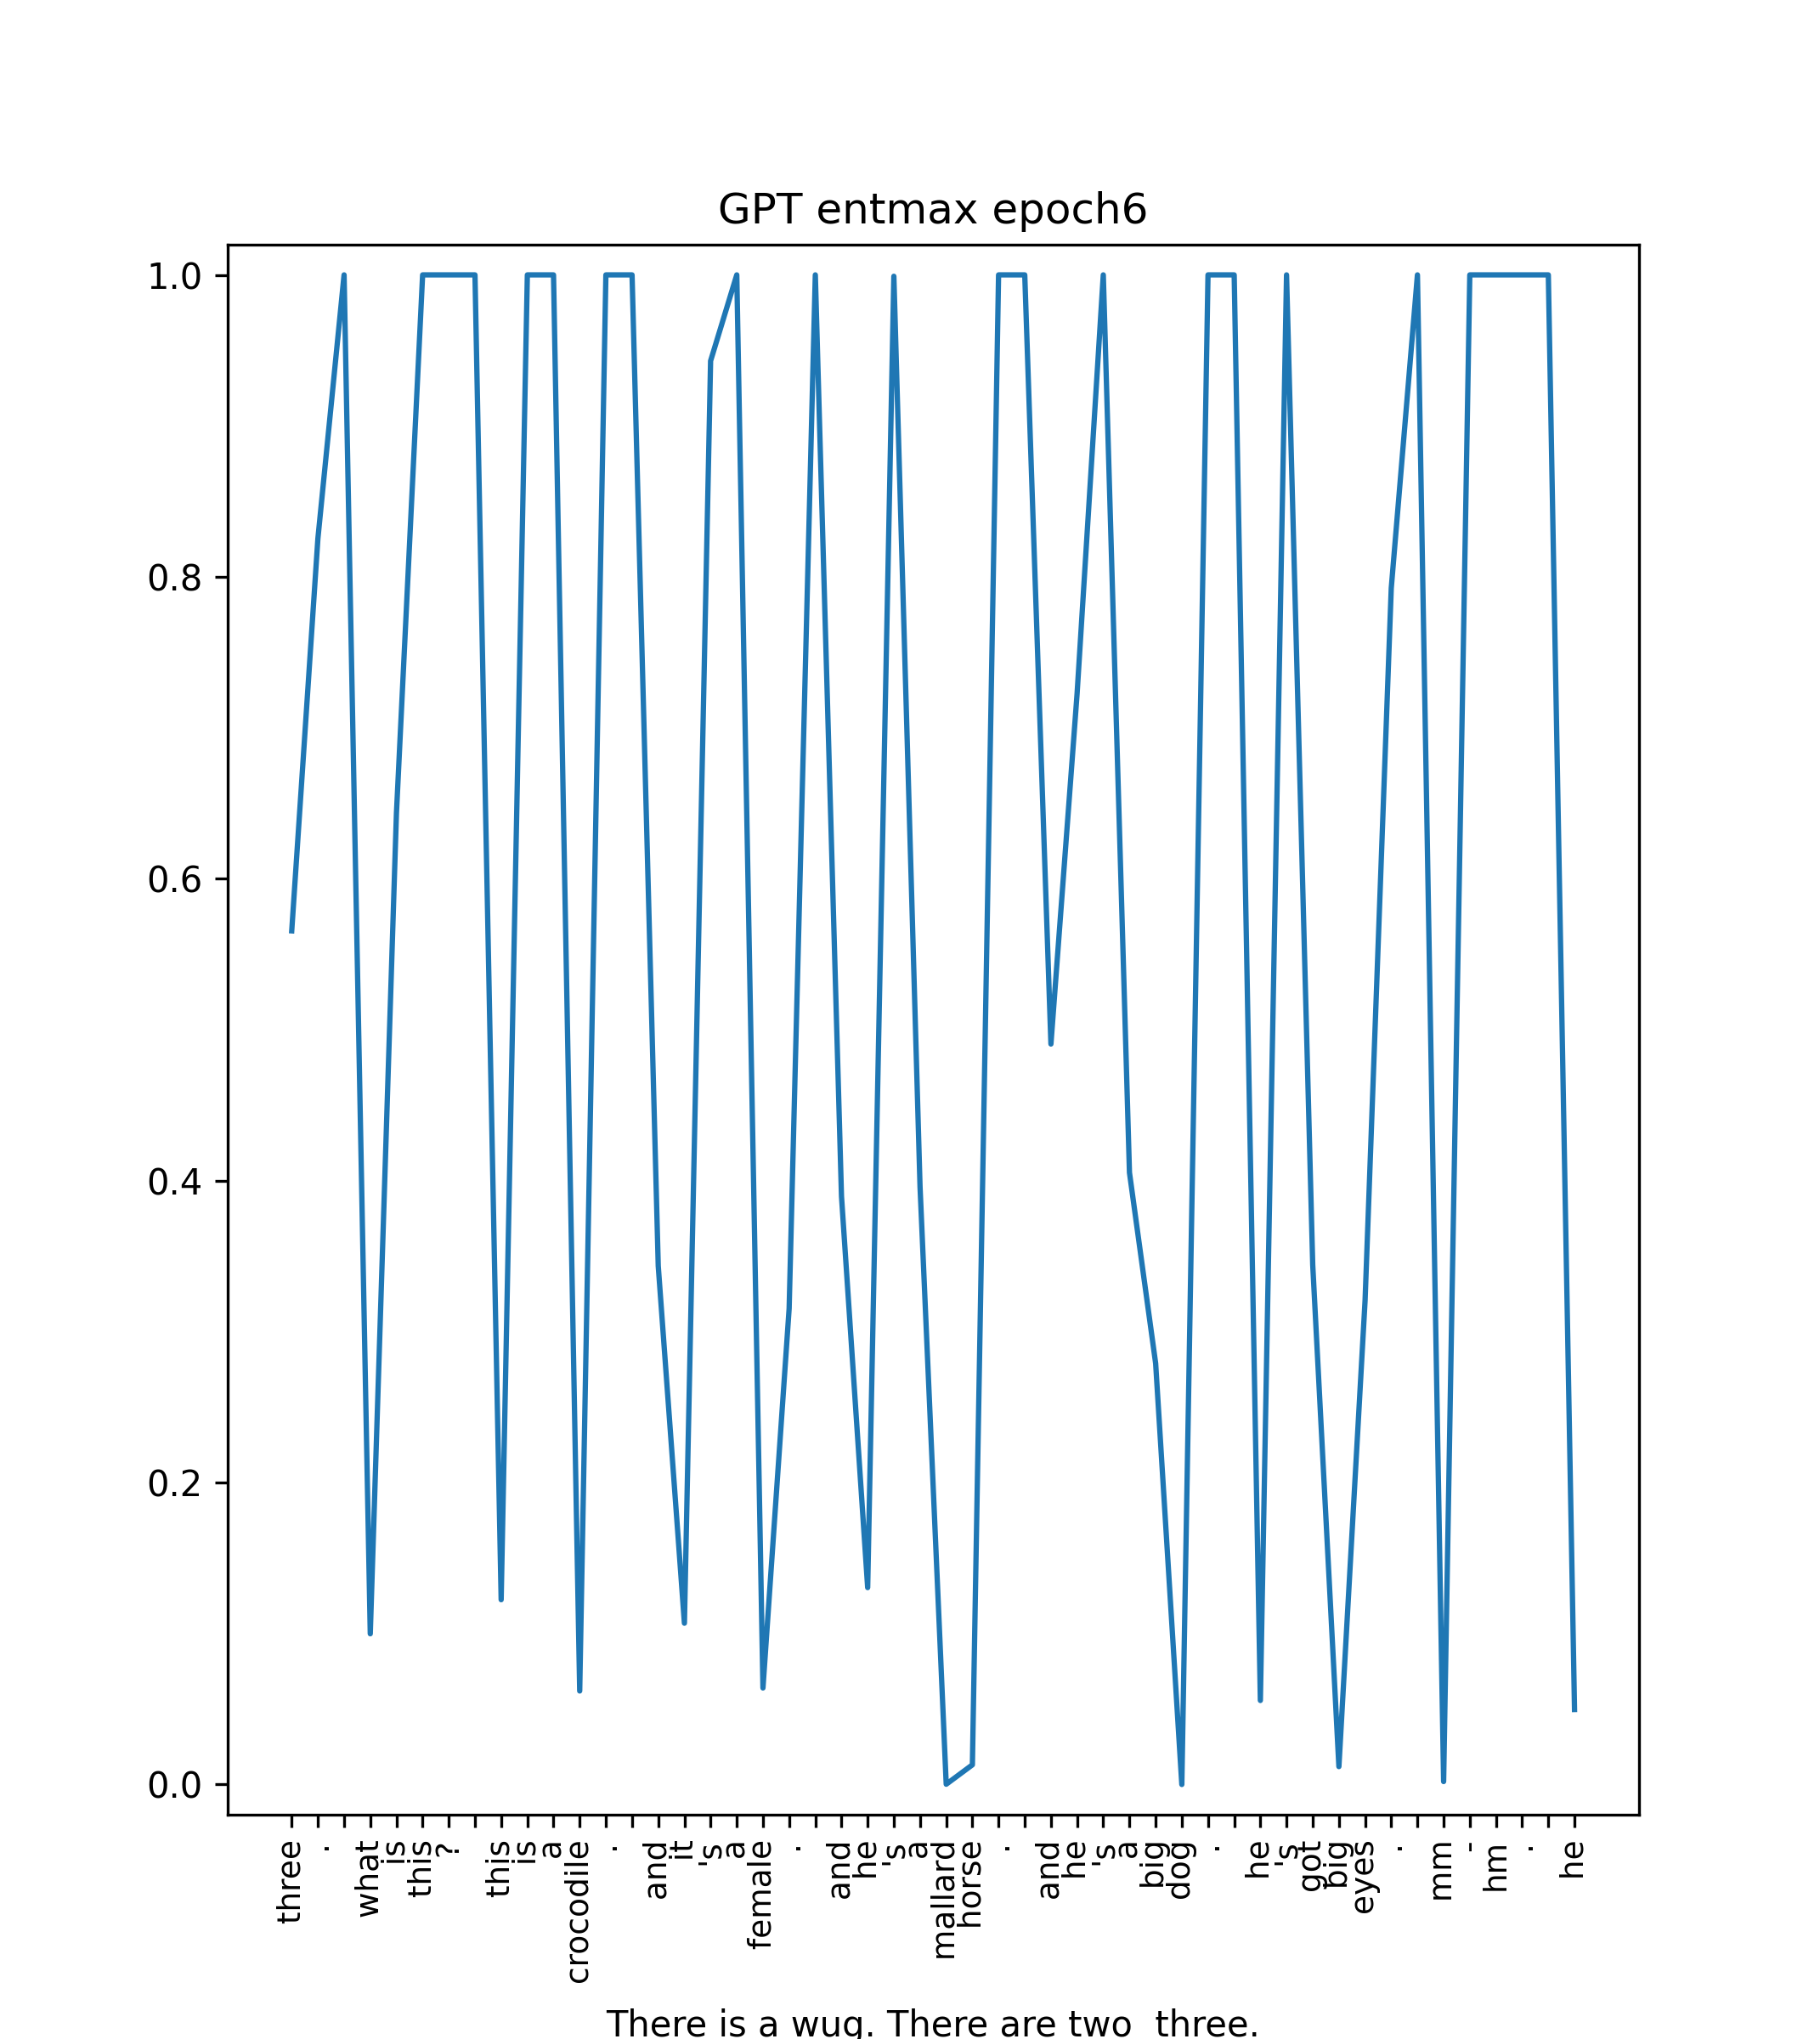 GPT entmax epoch6
1.0
0.8
0.6
0.4
0.2
0.0
three
.
what
is
this
?
this
is
a
crocodile
.
and
it
's
a
female
.
and
he
's
a
mallard
horse
.
and
he
's
a
big
dog
.
he
's
got
big
eyes
.
mm
-
hm
.
he
There is a wug. There are two  three.